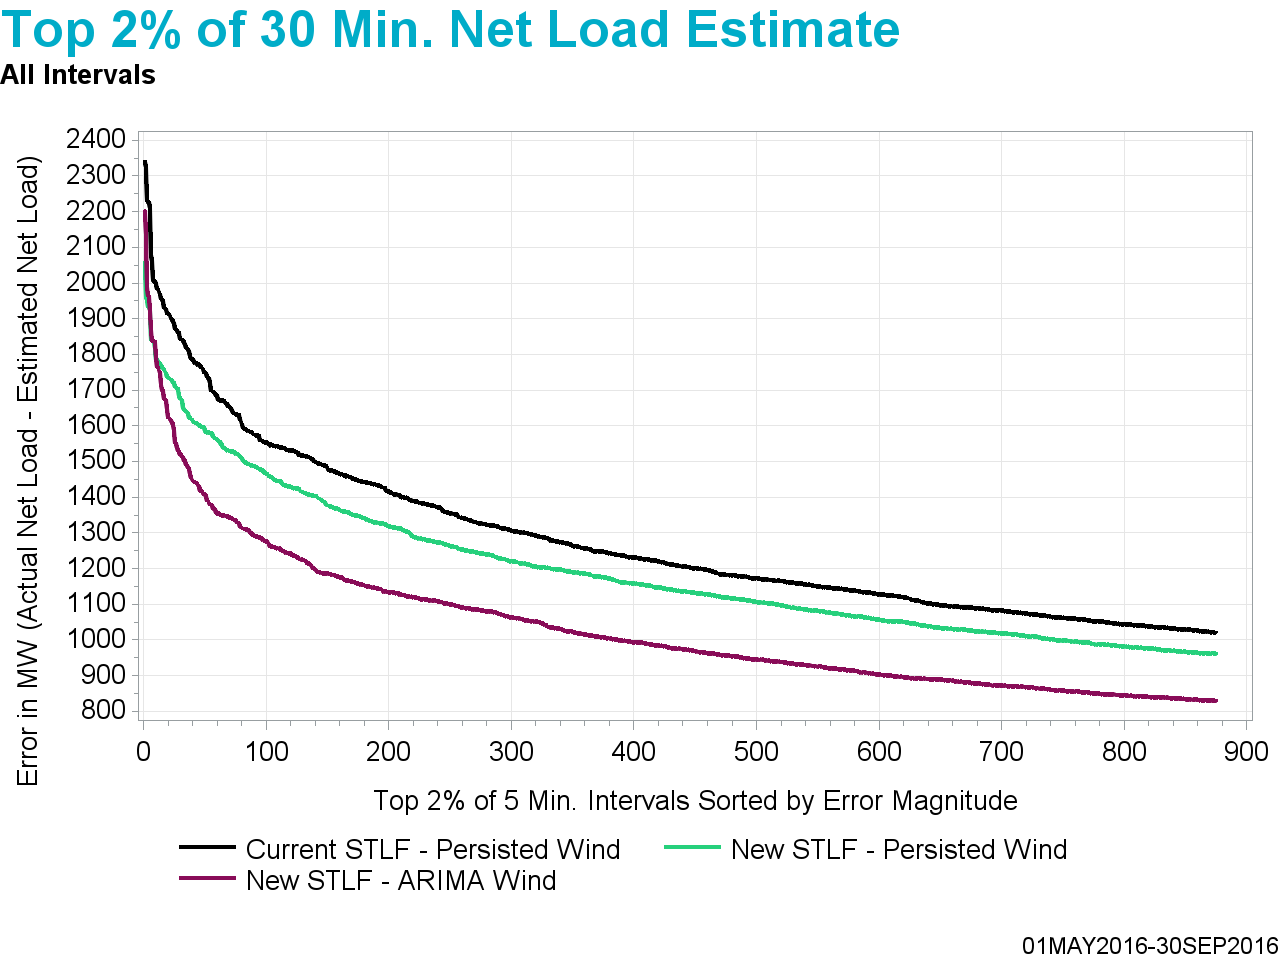 Top 2% of 30 Min. Net Load Estimate
All Intervals
Error in MW (Actual Net Load - Estimated Net Load)
2400
2300
2200
2100
2000
1900
1800
1700
1600
1500
1400
1300
1200
1100
1000
900
800
0 100 200 300 400 500 600 700 800 900
Top 2% of 5 Min. Intervals Sorted by Error Magnitude
Current STLF - Persisted Wind New STLF - Persisted Wind
New STLF - ARIMA Wind
01MAY2016-30SEP2016